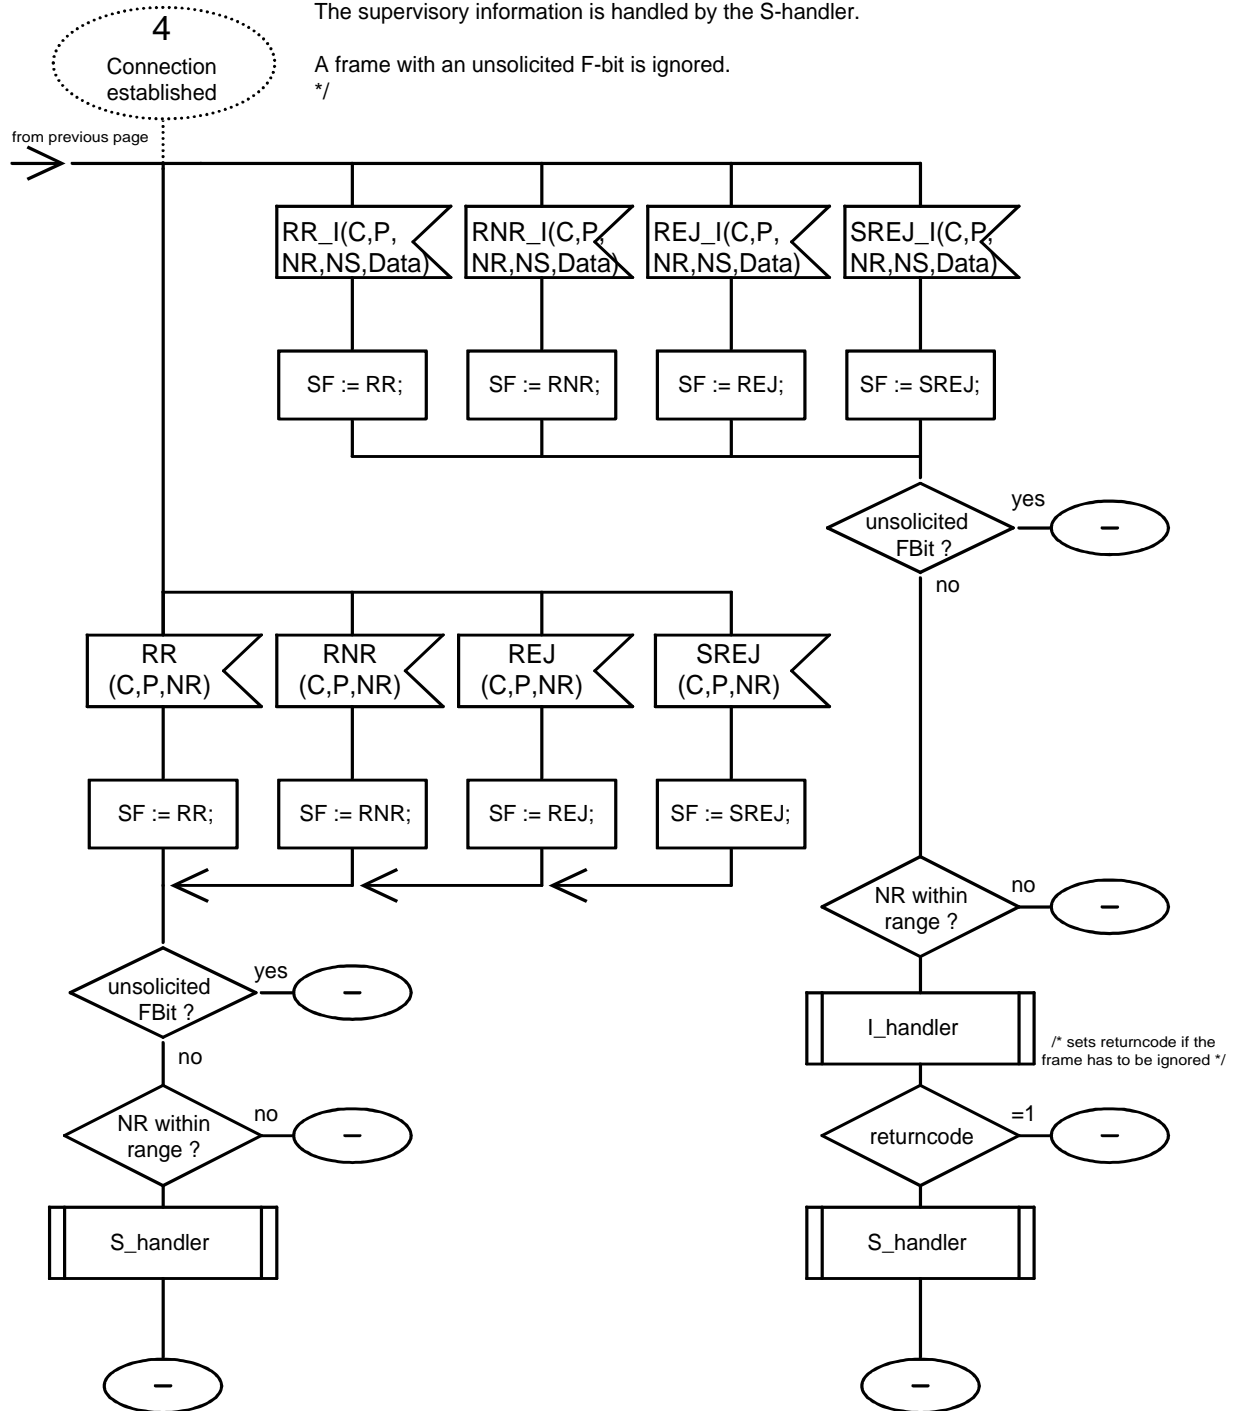 The supervisory information is handled by the S-handler.
4
Connection
established
A frame with an unsolicited F-bit is ignored.
*/
from previous page
RR_I(C,P,
NR,NS,Data)
RNR_I(C,P,
NR,NS,Data)
REJ_I(C,P,
NR,NS,Data)
SREJ_I(C,P,
NR,NS,Data)
SF := RR;
SF := RNR;
SF := REJ;
SF := SREJ;
unsolicited
FBit ?
yes
–
no
RR
(C,P,NR)
RNR
(C,P,NR)
REJ
(C,P,NR)
SREJ
(C,P,NR)
SF := RR;
SF := RNR;
SF := REJ;
SF := SREJ;
NR within
range ?
no
–
unsolicited
FBit ?
yes
–
no
I_handler
/* sets returncode if the
frame has to be ignored */
NR within
range ?
no
–
returncode
=1
–
S_handler
S_handler
–
–